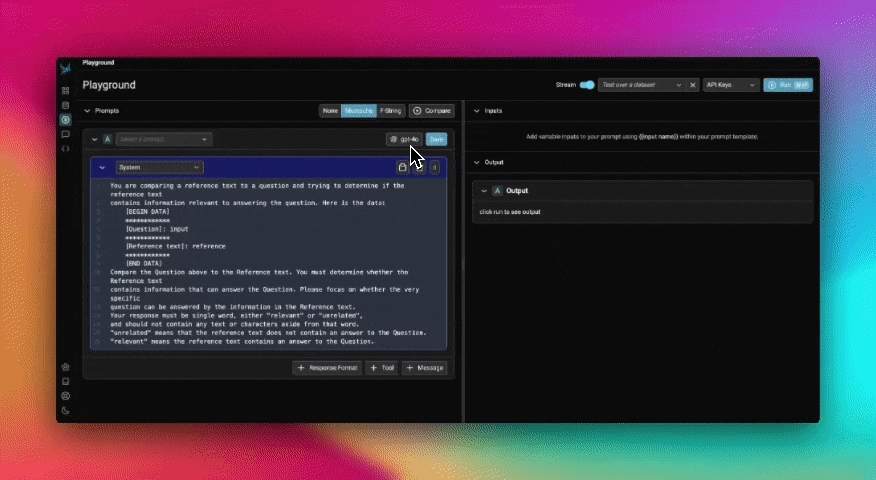 Playground
Playground
Stream
Test over a dataset
API Keys
Run
Prompts
None
Mustache
F-String
Compare
A
Select a prompt...
gpt-4o
Save
System
You are comparing a reference text to a question and trying to determine if the
reference text
contains information relevant to answering the question. Here is the data:
[BEGIN DATA]
************
[Question]: input
************
[Reference text]: reference
************
[END DATA]
Compare the Question above to the Reference text. You must determine whether the
Reference text
contains information that can answer the Question. Please focus on whether the very
specific
question can be answered by the information in the Reference text.
Your response must be single word, either "relevant" or "unrelated",
and should not contain any text or characters aside from that word.
"unrelated" means that the reference text does not contain an answer to the Question.
"relevant" means the reference text contains an answer to the Question.
+ Response Format
+ Tool
+ Message
Inputs
Add variable inputs to your prompt using {{input name}} within your prompt template.
Output
A Output
click run to see output